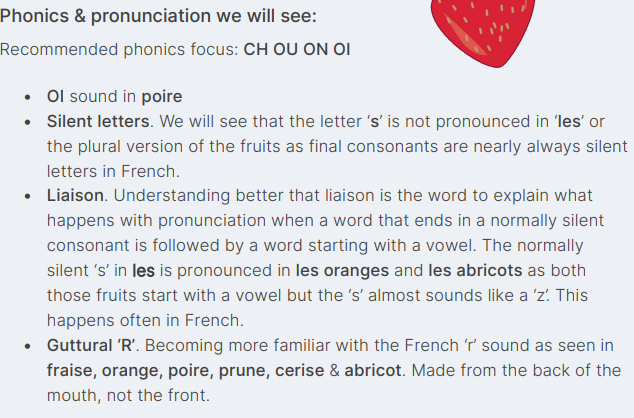 Phonics & pronunciation we will see:
Recommended phonics focus: CH OU ON OI
• OI sound in poire
• Silent letters. We will see that the letter ‘s’ is not pronounced in ‘les’ or
the plural version of the fruits as final consonants are nearly always silent
letters in French.
• Liaison. Understanding better that liaison is the word to explain what
happens with pronunciation when a word that ends in a normally silent
consonant is followed by a word starting with a vowel. The normally
silent ‘s’ in les is pronounced in les oranges and les abricots as both
those fruits start with a vowel but the ‘s’ almost sounds like a ‘z’. This
happens often in French.
• Guttural ‘R’. Becoming more familiar with the French ‘r’ sound as seen in
fraise, orange, poire, prune, cerise & abricot. Made from the back of the
mouth, not the front.